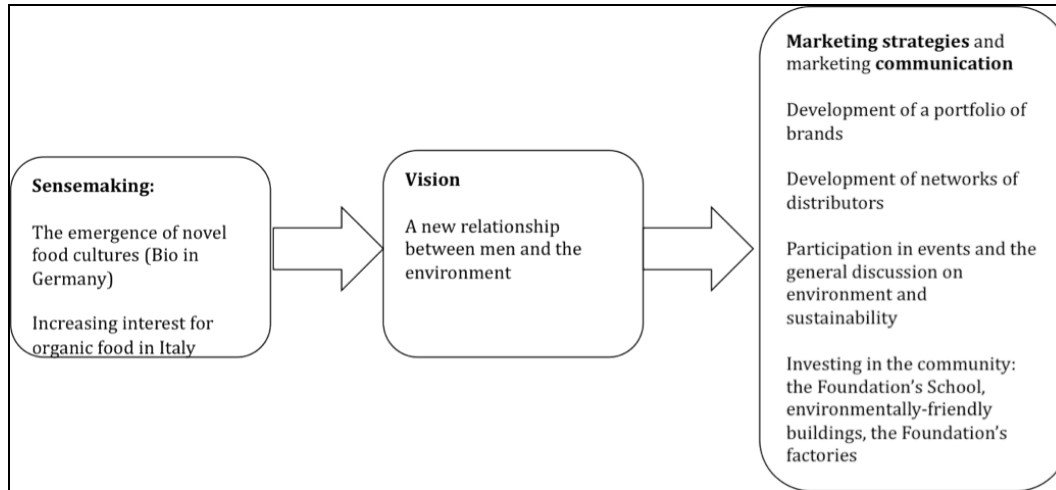 Sensemaking:
The emergence of novel
food cultures (Bio in
Germany)
Increasing interest for
organic food in Italy
Vision
A new relationship
between men and the
environment
Marketing strategies and
marketing communication
Development of a portfolio of
brands
Development of networks of
distributors
Participation in events and the
general discussion on
environment and
sustainability
Investing in the community:
the Foundation’s School,
environmentally-friendly
buildings, the Foundation’s
factories